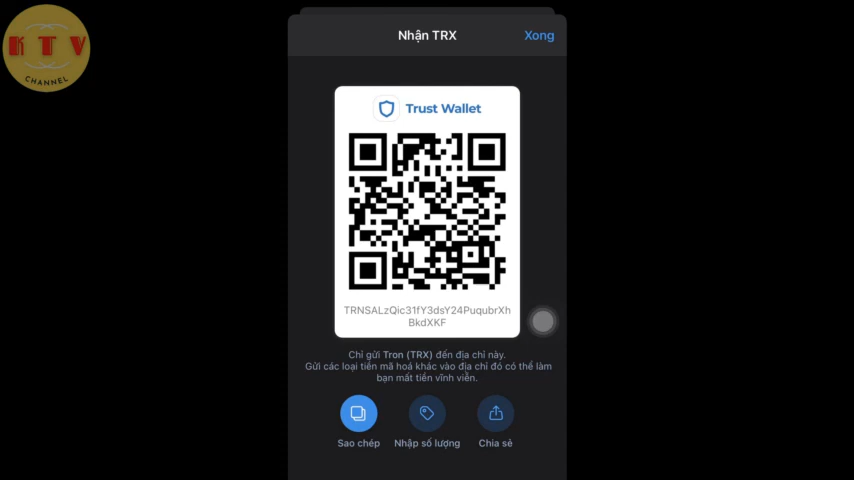 KTV
CHANNEL
Nhận TRX
Xong
Trust Wallet
TRNSALzQic31fY3dsY24PuqubrXh
BkdXKF
Chỉ gửi Tron (TRX) đến địa chỉ này.
Gửi các loại tiền mã hoá khác vào địa chỉ đó có thể làm
bạn mất tiền vĩnh viễn.
Sao chép
Nhập số lượng
Chia sẻ